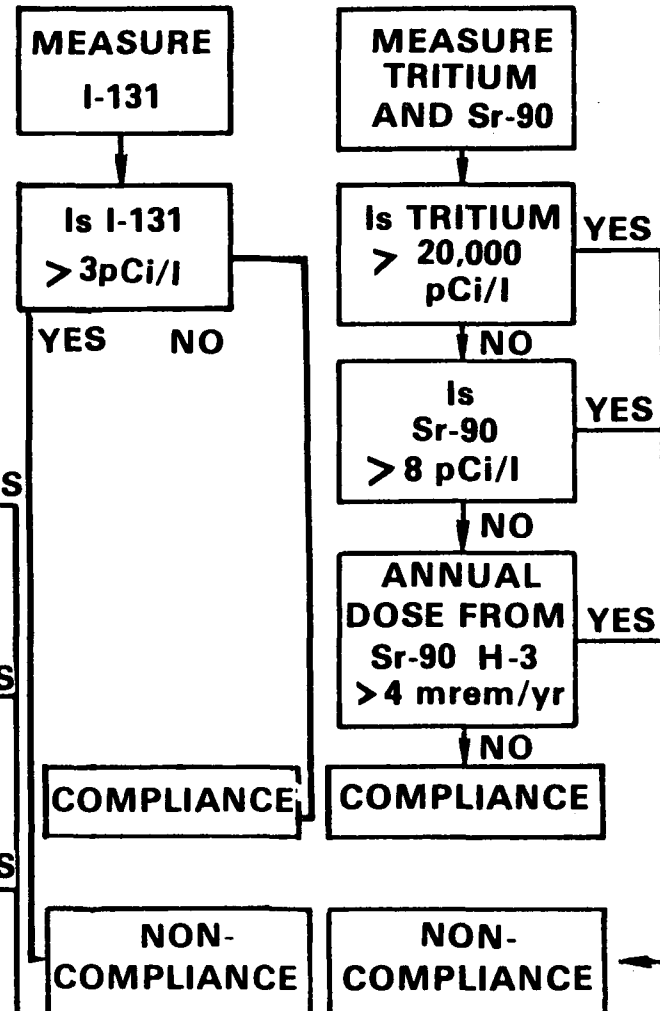 MEASURE
I-131
Is I-131
> 3pCi/l
YES NO
COMPLIANCE
NON-
COMPLIANCE
MEASURE
TRITIUM
AND Sr-90
Is TRITIUM
> 20,000
pCi/l
YES
NO
Is
Sr-90
> 8 pCi/l
YES
NO
ANNUAL
DOSE FROM
Sr-90 H-3
> 4 mrem/yr
YES
NO
COMPLIANCE
NON-
COMPLIANCE
S
S
S